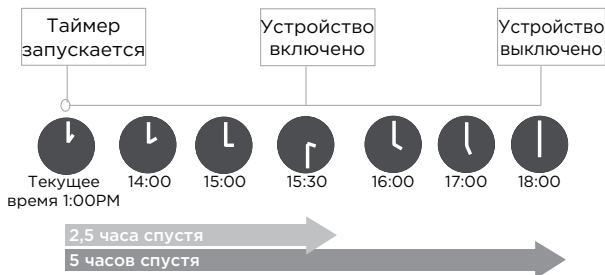 Таймер
запускается
Устройство
включено
Устройство
выключено
Текущее
время 1:00PM
14:00
15:00
15:30
16:00
17:00
18:00
2,5 часа спустя
5 часов спустя